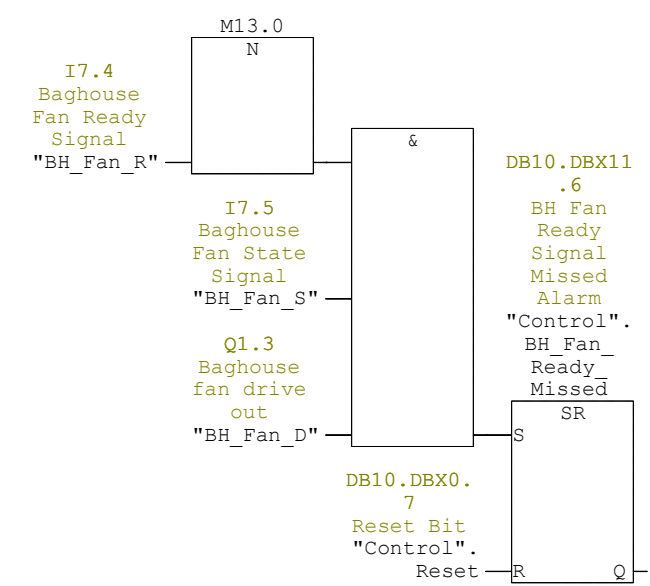 M13.0
N
I7.4
Baghouse
Fan Ready
Signal
"BH_Fan_R"
&
I7.5
Baghouse
Fan State
Signal
"BH_Fan_S"
Q1.3
Baghouse
fan drive
out
"BH_Fan_D"
DB10.DBX11
.6
BH Fan
Ready
Signal
Missed
Alarm
"Control".
BH_Fan_
Ready_
Missed
SR
S
DB10.DBX0.
7
Reset Bit
"Control".
Reset
R
Q